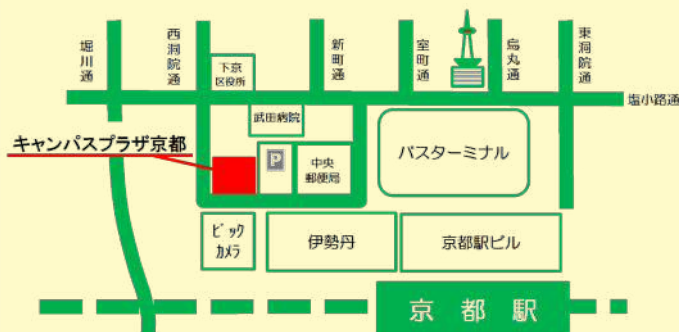 堀川通
西洞院通
新町通
室町通
烏丸通
東洞院通
下京
区役所
塩小路通
武田病院
キャンパスプラザ京都
P
中央
郵便局
バスターミナル
ビック
カメラ
伊勢丹
京都駅ビル
京都駅